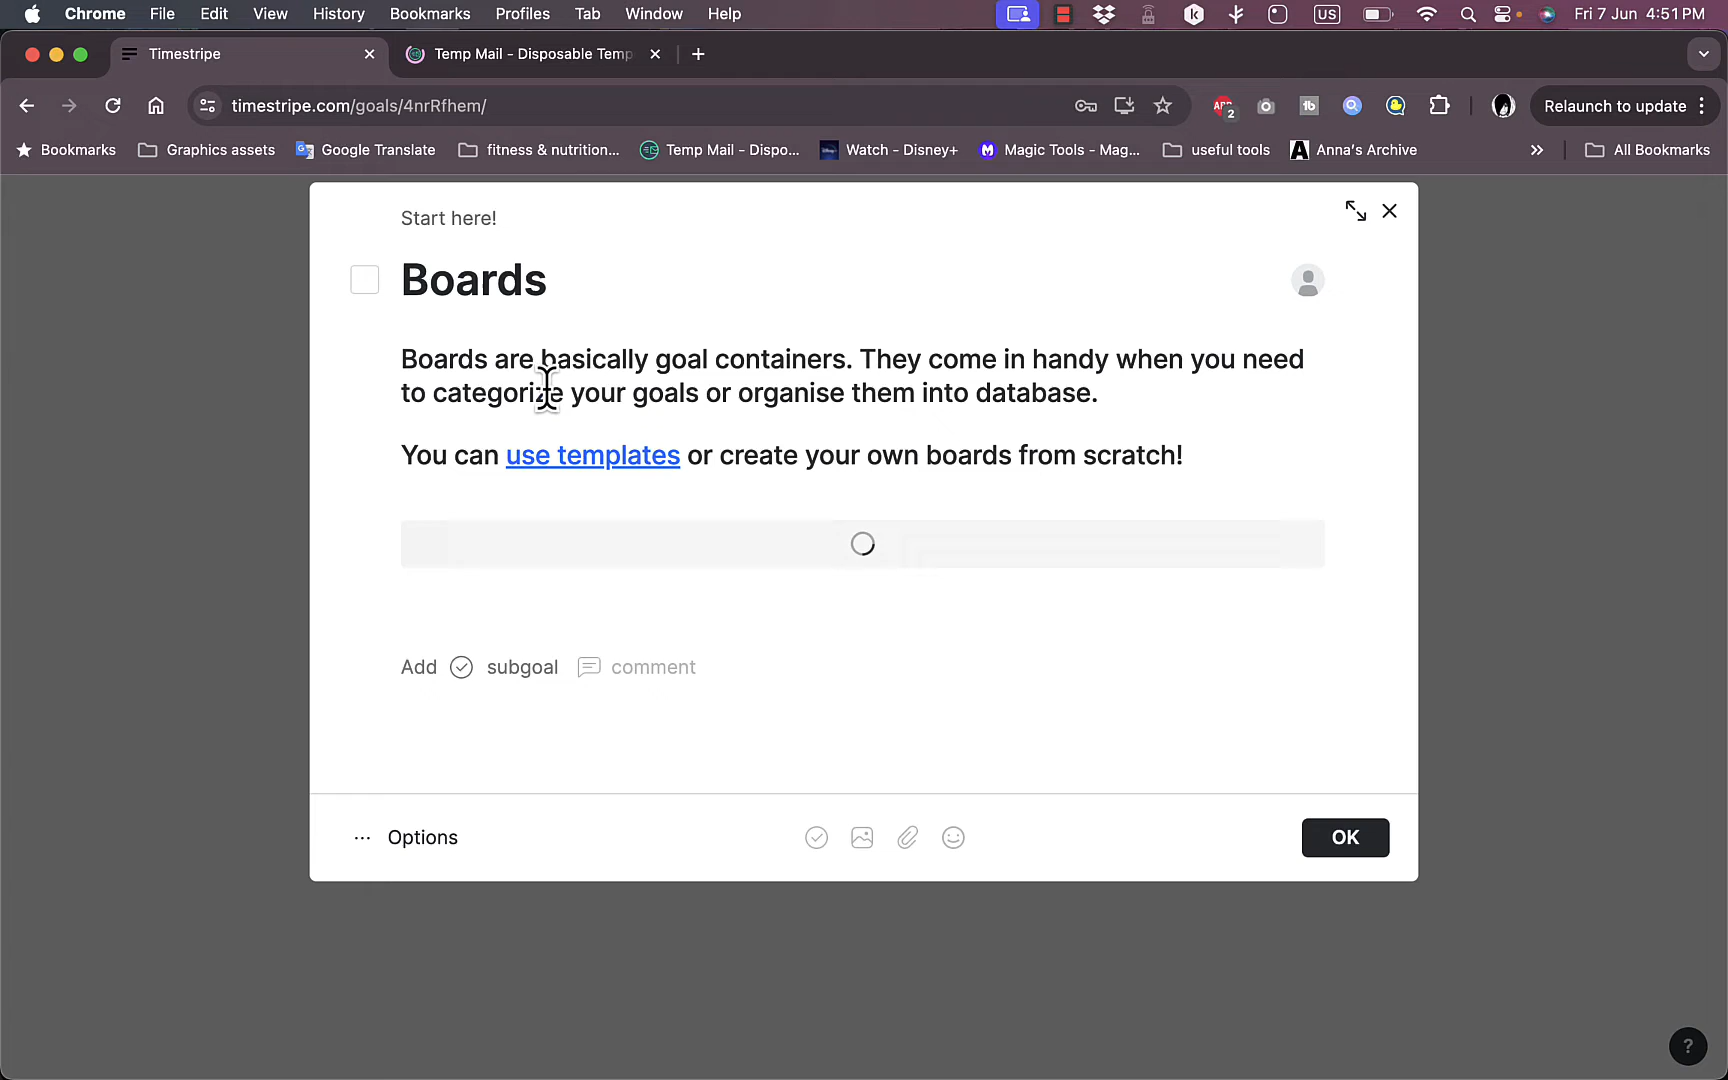 Chrome File Edit View History Bookmarks Profiles Tab Window Help US Fri 7 Jun 4:51 PM
Timestripe Temp Mail - Disposable Temp
timestripe.com/goals/4nrRfhem/ ABP 2 tb Relaunch to update
Bookmarks Graphics assets Google Translate fitness & nutrition... Temp Mail - Dispo... Watch - Disney+ Magic Tools - Mag... useful tools A Anna's Archive » All Bookmarks
Start here!
Boards
Boards are basically goal containers. They come in handy when you need
to categorize your goals or organise them into database.
You can use templates or create your own boards from scratch!
Add subgoal comment
... Options OK
?